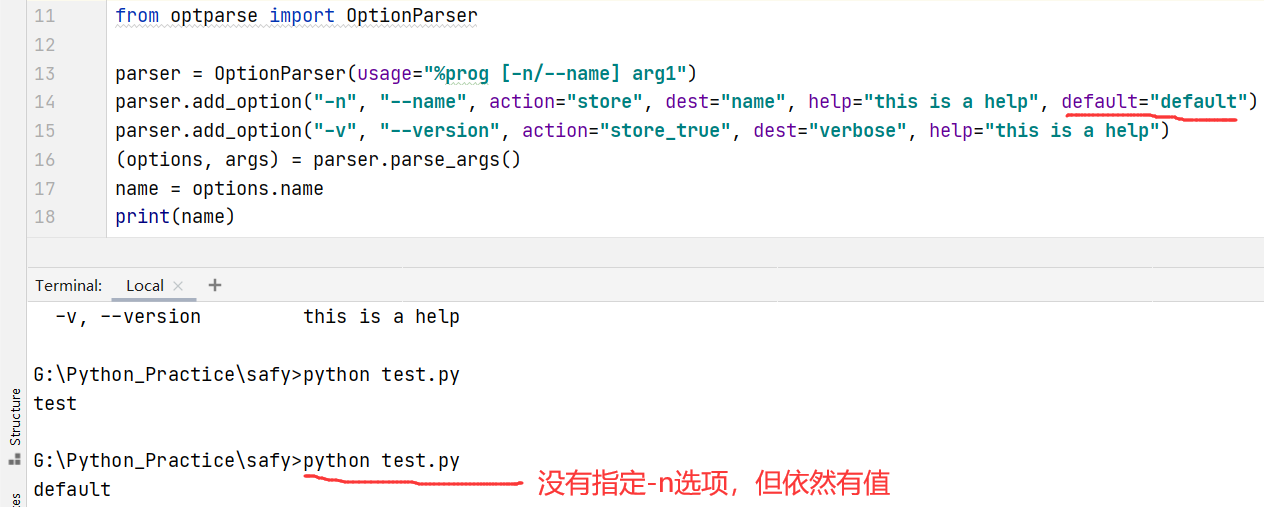 11 from optparse import OptionParser
12
13 parser = OptionParser(usage="%prog [-n/--name] arg1")
14 parser.add_option("-n", "--name", action="store", dest="name", help="this is a help", default="default")
15 parser.add_option("-v", "--version", action="store_true", dest="verbose", help="this is a help")
16 (options, args) = parser.parse_args()
17 name = options.name
18 print(name)
Terminal: Local × +
-v, --version this is a help
G:\Python_Practice\safy>python test.py
test
G:\Python_Practice\safy>python test.py
没有指定-n选项，但依然有值
default
Structure